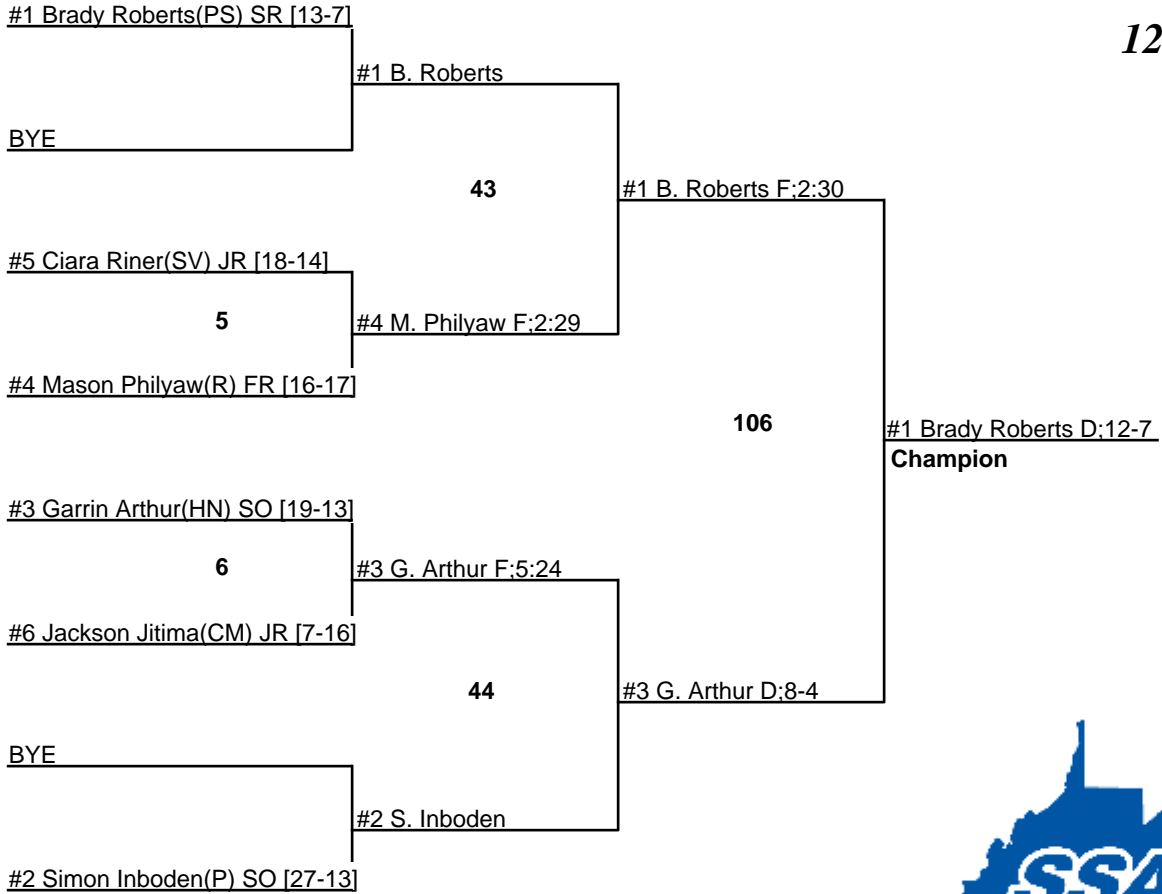 #1 Brady Roberts(PS) SR [13-7]
12
#1 B. Roberts
BYE
43
#1 B. Roberts F;2:30
#5 Ciara Riner(SV) JR [18-14]
5
#4 M. Philyaw F;2:29
#4 Mason Philyaw(R) FR [16-17]
106
#1 Brady Roberts D;12-7
Champion
#3 Garrin Arthur(HN) SO [19-13]
6
#3 G. Arthur F;5:24
#6 Jackson Jitima(CM) JR [7-16]
44
#3 G. Arthur D;8-4
BYE
#2 S. Inboden
#2 Simon Inboden(P) SO [27-13]
SSA